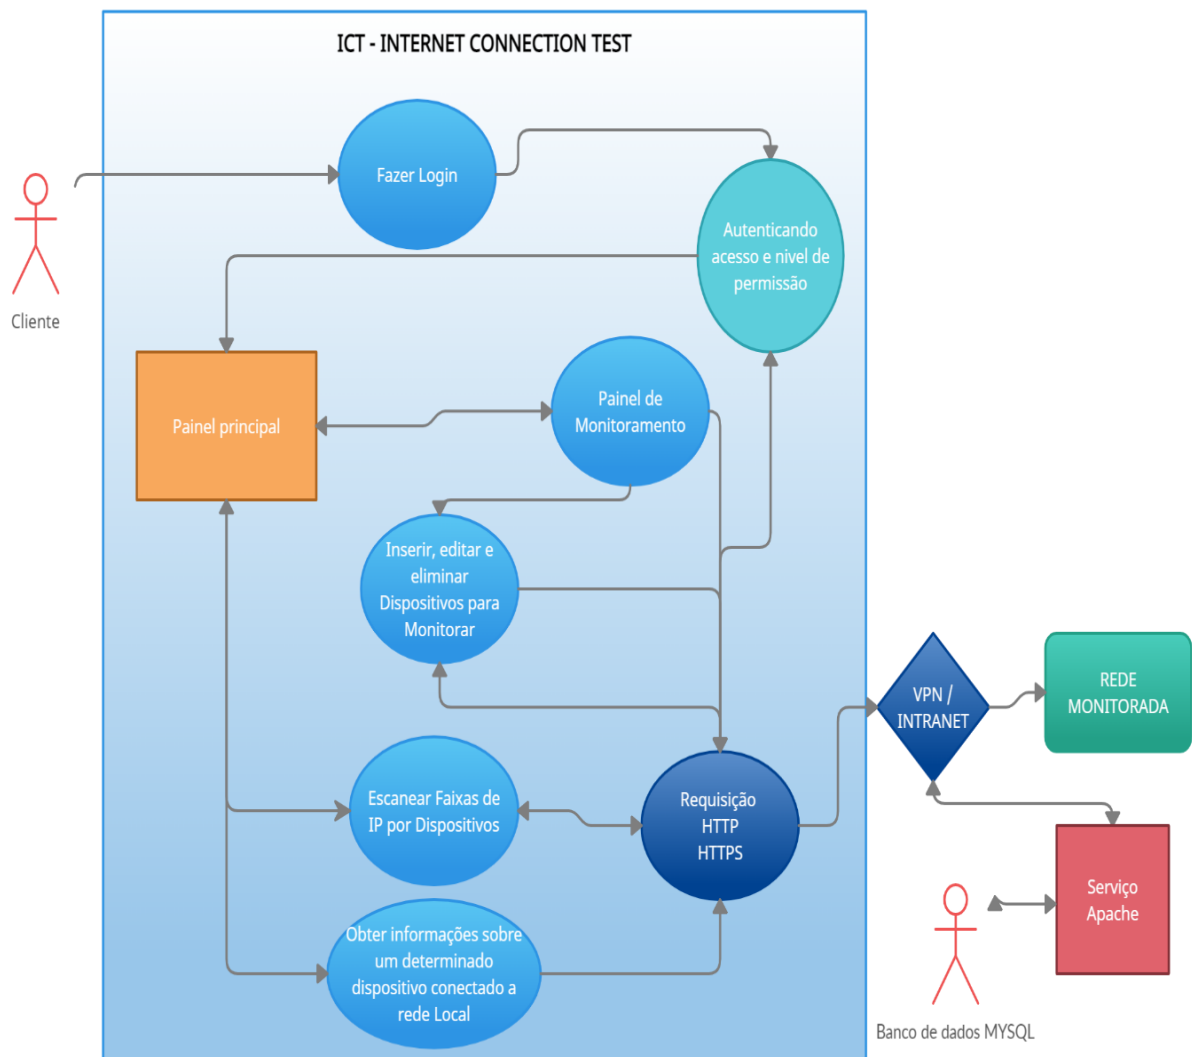 ICT - INTERNET CONNECTION TEST
Fazer Login
Autenticando
acesso e nivel de
permissão
Cliente
Painel principal
Painel de
Monitoramento
Inserir, editar e
eliminar
Dispositivos para
Monitorar
VPN /
INTRANET
REDE
MONITORADA
Escanear Faixas de
IP por Dispositivos
Requisição
HTTP
HTTPS
Serviço
Apache
Obter informações sobre
um determinado
dispositivo conectado a
rede Local
Banco de dados MYSQL